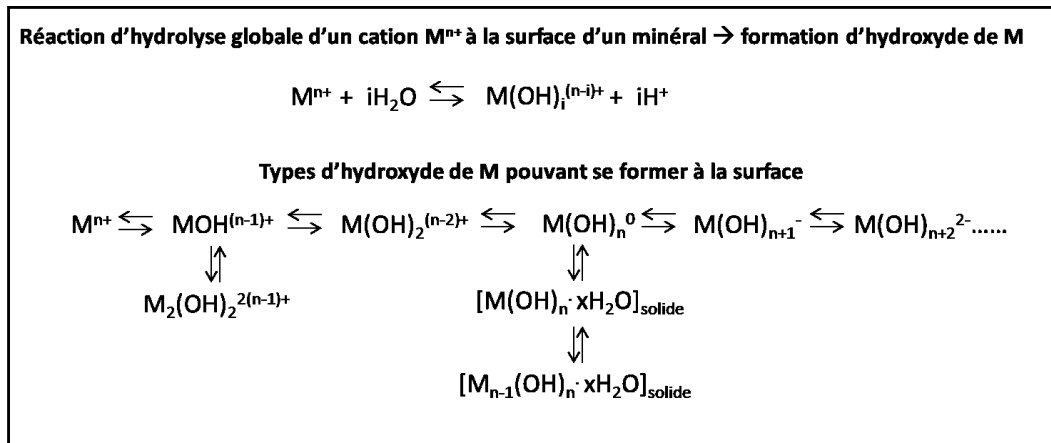 Réaction d'hydrolyse globale d'un cation Mⁿ⁺ à la surface d'un minéral → formation d'hydroxyde de M
Mⁿ⁺ + iH₂O ⇌ M(OH)ᵢ⁽ⁿ⁻ⁱ⁾⁺ + iH⁺
Types d'hydroxyde de M pouvant se former à la surface
Mⁿ⁺ ⇌ MOH⁽ⁿ⁻¹⁾⁺ ⇌ M(OH)₂⁽ⁿ⁻²⁾⁺ ⇌ M(OH)ₙ⁰ ⇌ M(OH)ₙ₊₁⁻ ⇌ M(OH)ₙ₊₂²⁻......
M₂(OH)₂²⁽ⁿ⁻¹⁾⁺ [M(OH)ₙ·xH₂O]solide
[Mₙ₋₁(OH)ₙ·xH₂O]solide